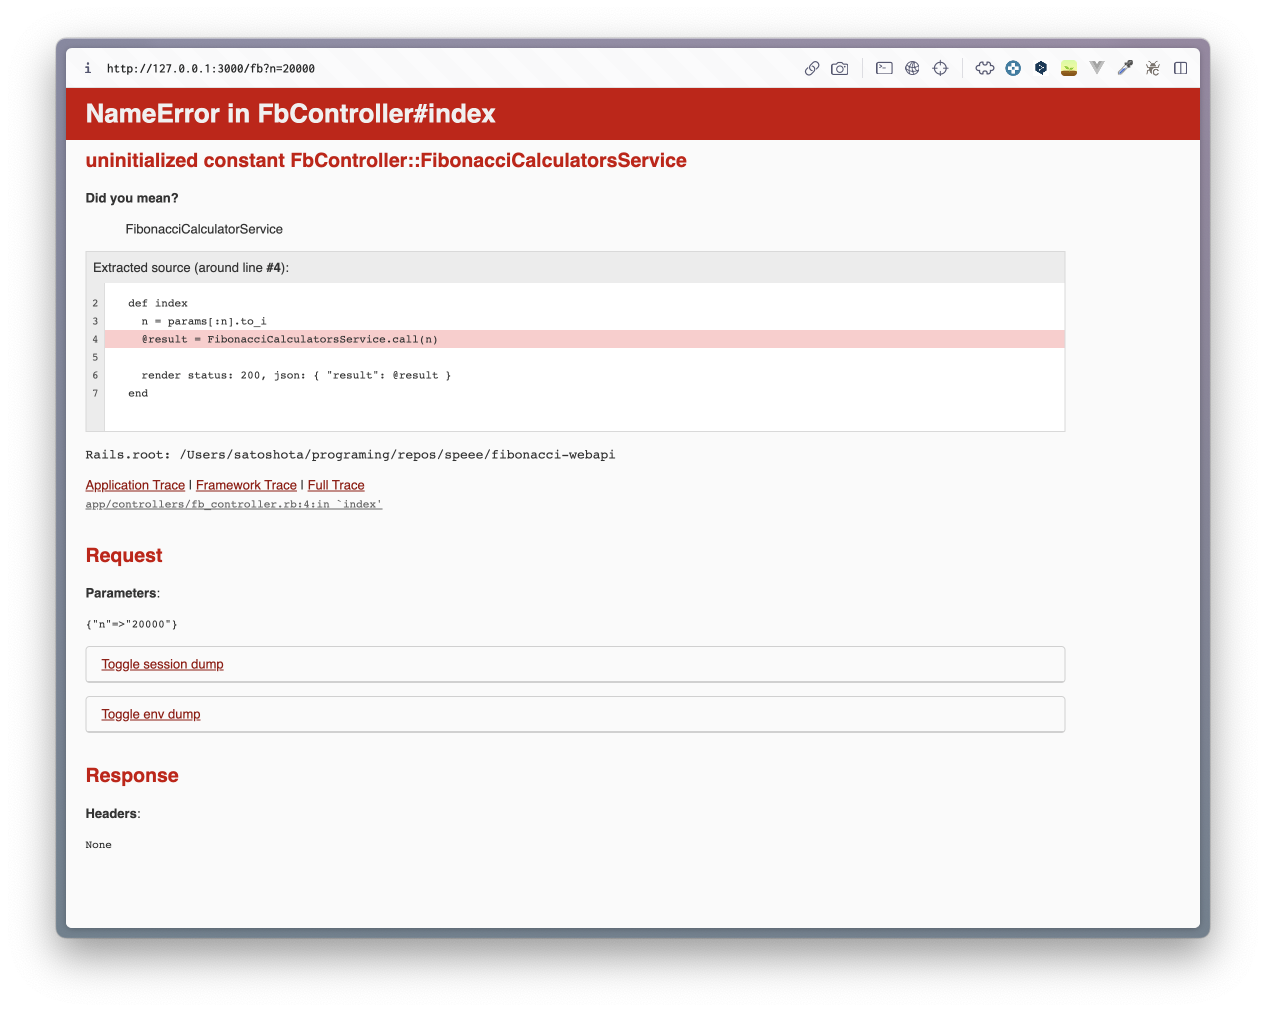 i http://127.0.0.1:3000/fb?n=20000
NameError in FbController#index
uninitialized constant FbController::FibonacciCalculatorsService
Did you mean?
FibonacciCalculatorService
Extracted source (around line #4):
2 def index
3 n = params[:n].to_i
4 @result = FibonacciCalculatorsService.call(n)
5
6 render status: 200, json: { "result": @result }
7 end
Rails.root: /Users/satoshota/programing/repos/speee/fibonacci-webapi
Application Trace | Framework Trace | Full Trace
app/controllers/fb_controller.rb:4:in `index'
Request
Parameters:
{"n"=>"20000"}
Toggle session dump
Toggle env dump
Response
Headers:
None